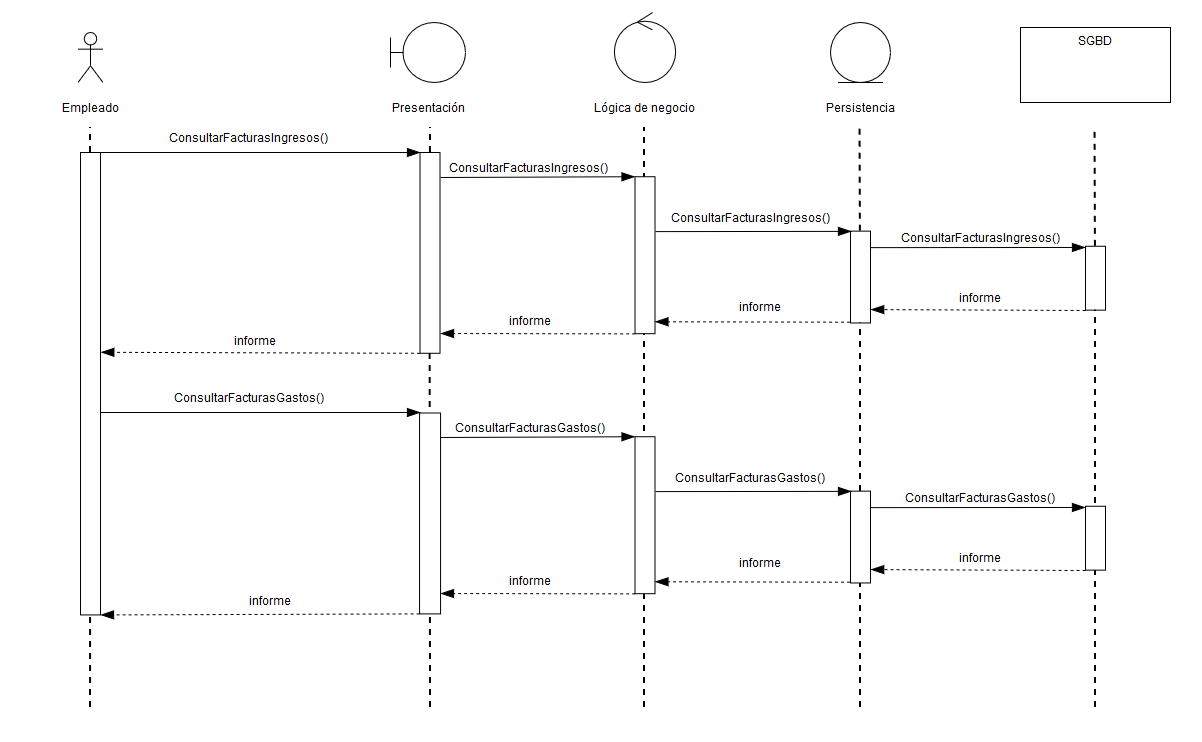 SGBD
Empleado
Presentación
Lógica de negocio
Persistencia
ConsultarFacturasIngresos()
ConsultarFacturasIngresos()
ConsultarFacturasIngresos()
ConsultarFacturasIngresos()
informe
informe
informe
informe
ConsultarFacturasGastos()
ConsultarFacturasGastos()
ConsultarFacturasGastos()
ConsultarFacturasGastos()
informe
informe
informe
informe